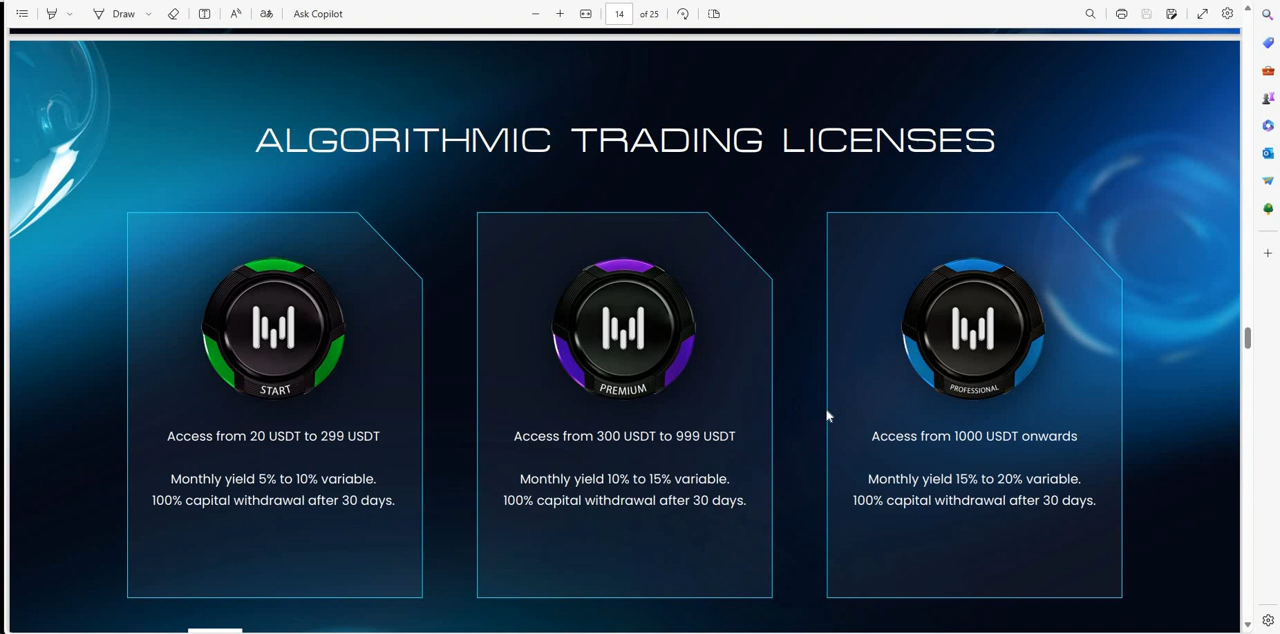 Draw
Ask Copilot
14
of 25
ALGORITHMIC TRADING LICENSES
START
Access from 20 USDT to 299 USDT
Monthly yield 5% to 10% variable.
100% capital withdrawal after 30 days.
PREMIUM
Access from 300 USDT to 999 USDT
Monthly yield 10% to 15% variable.
100% capital withdrawal after 30 days.
PROFESSIONAL
Access from 1000 USDT onwards
Monthly yield 15% to 20% variable.
100% capital withdrawal after 30 days.